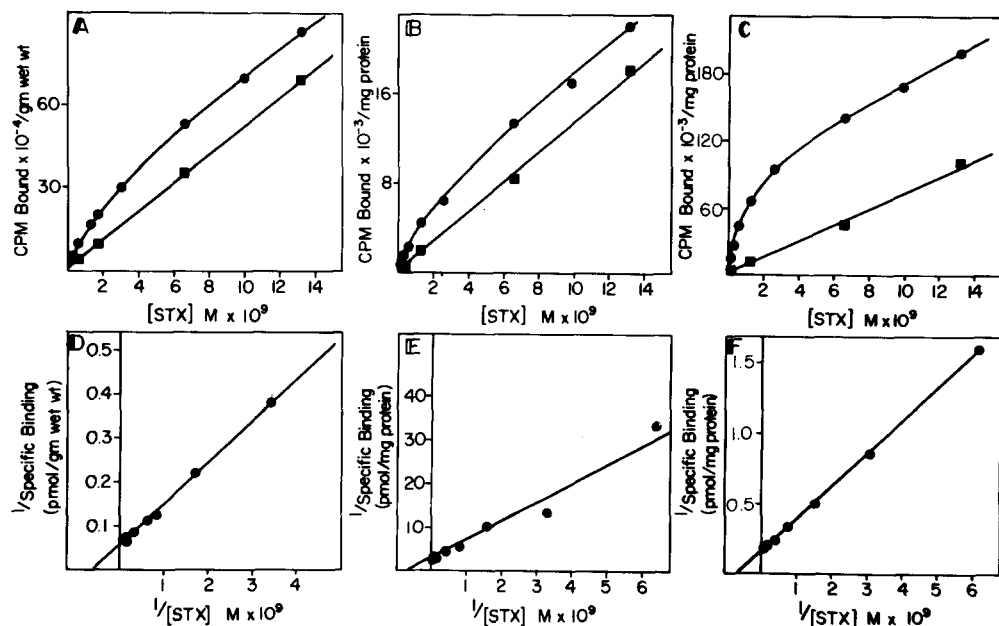 A
CPM Bound x 10⁻⁴/gm wet wt
60
30
2 4 6 8 10 12 14
[STX] M x 10⁹
B
CPM Bound x 10⁻³/mg protein
16
8
2 4 6 8 10 12 14
[STX] M x 10⁹
C
CPM Bound x 10⁻³/mg protein
180
120
60
2 4 6 8 10 12 14
[STX] M x 10⁹
D
1/Specific Binding
(pmol/gm wet wt)
0.5
0.4
0.3
0.2
0.1
1 2 3 4
1/[STX] M x 10⁹
E
1/Specific Binding
(pmol/mg protein)
40
30
20
10
1 2 3 4 5 6
1/[STX] M x 10⁹
F
1/Specific Binding
(pmol/mg protein)
1.5
1.0
0.5
1 2 3 4 5 6
1/[STX] M x 10⁹